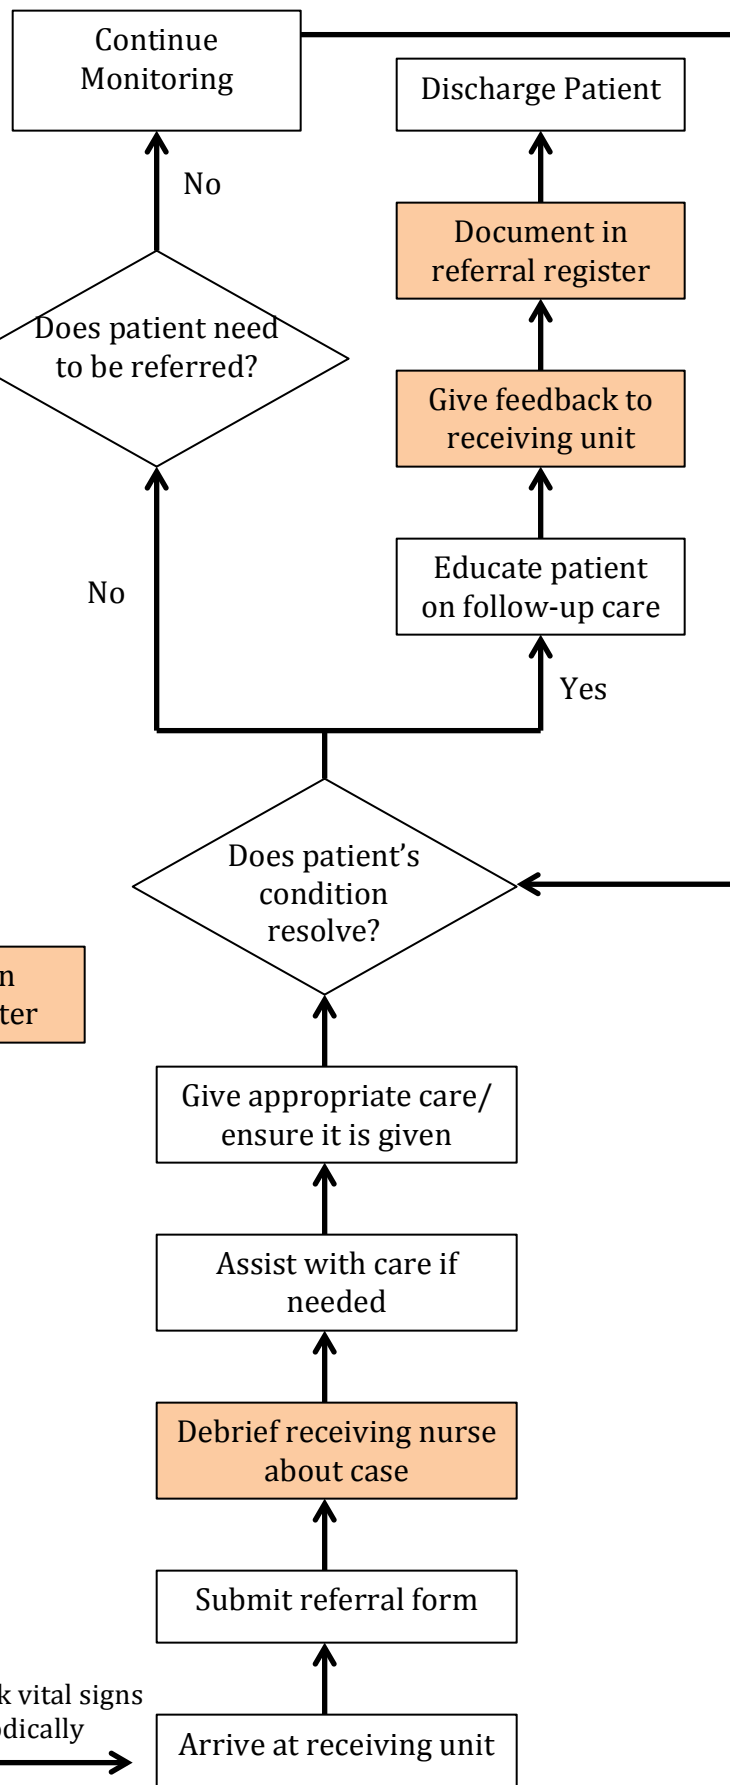 Continue
Monitoring
Discharge Patient
No
Document in
referral register
Does patient need
to be referred?
Give feedback to
receiving unit
Educate patient
on follow-up care
No
Yes
Does patient's
condition
resolve?
Give appropriate care/
ensure it is given
Assist with care if
needed
Debrief receiving nurse
about case
Submit referral form
vital signs
Arrive at receiving unit